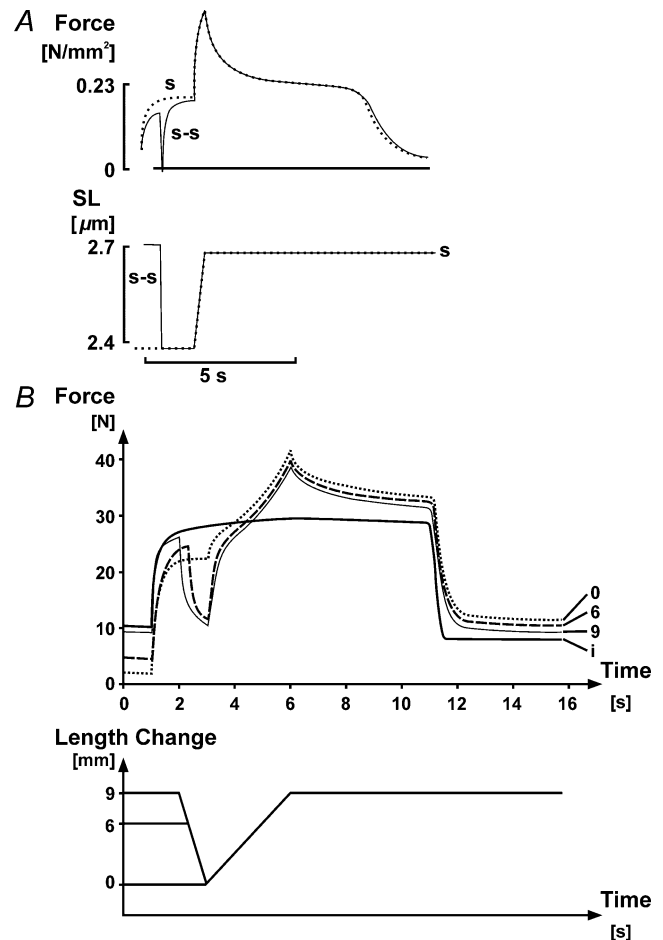 A Force
[N/mm²]
0.23
s
s-s
0
SL
[µm]
2.7
s
s-s
2.4
5 s
B Force
[N]
40
30
20
10
0
0
6
9
i
Time
[s]
0 2 4 6 8 10 12 14 16
Length Change
[mm]
9
6
0
Time
[s]